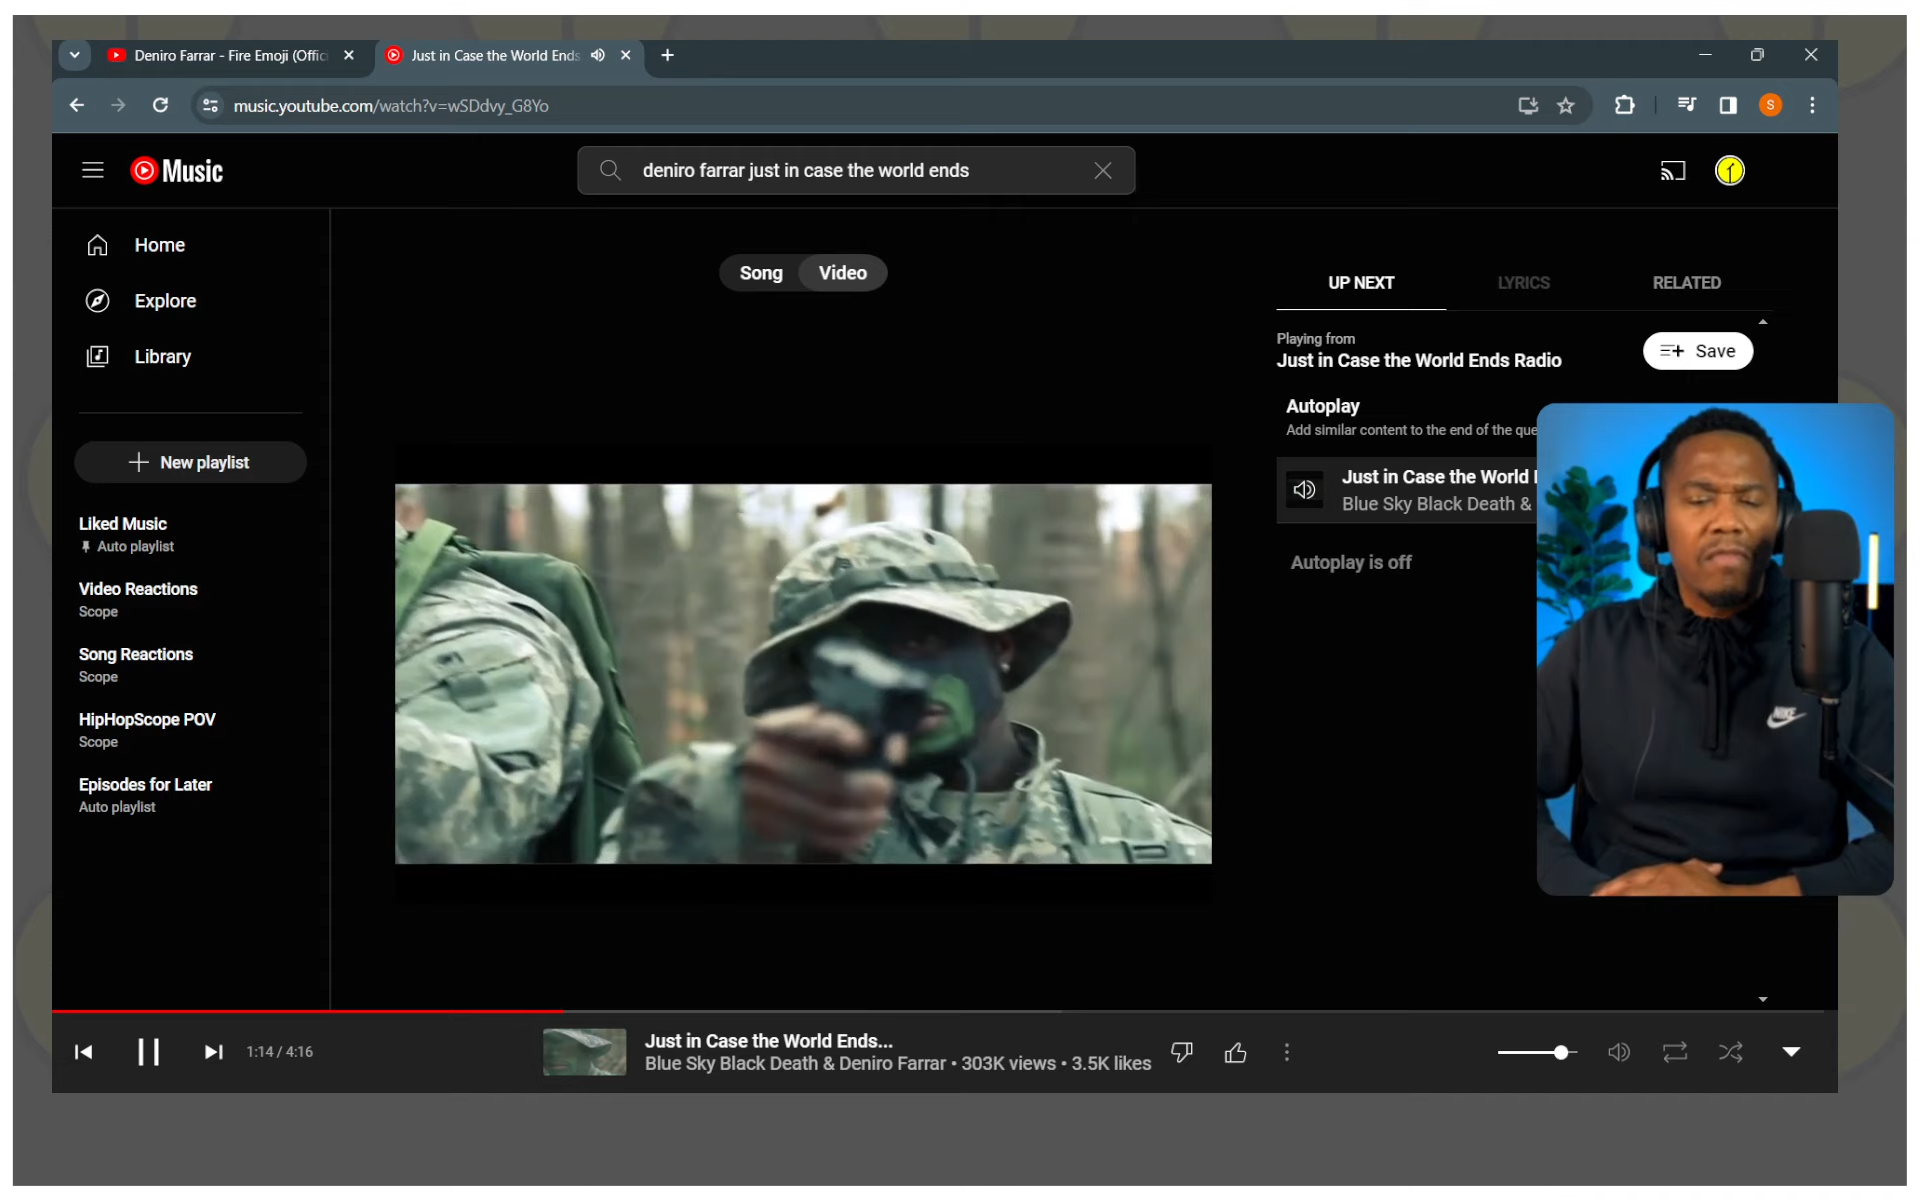 Deniro Farrar - Fire Emoji (Offic
Just in Case the World Ends
music.youtube.com/watch?v=wSDdvy_G8Yo
S
Music
deniro farrar just in case the world ends
Home
Explore
Library
New playlist
Liked Music
Auto playlist
Video Reactions
Scope
Song Reactions
Scope
HipHopScope POV
Scope
Episodes for Later
Auto playlist
Song
Video
UP NEXT
LYRICS
RELATED
Playing from
Just in Case the World Ends Radio
Save
Autoplay
Add similar content to the end of the que
Just in Case the World
Blue Sky Black Death &
Autoplay is off
NIKE
1:14 / 4:16
Just in Case the World Ends...
Blue Sky Black Death & Deniro Farrar • 303K views • 3.5K likes